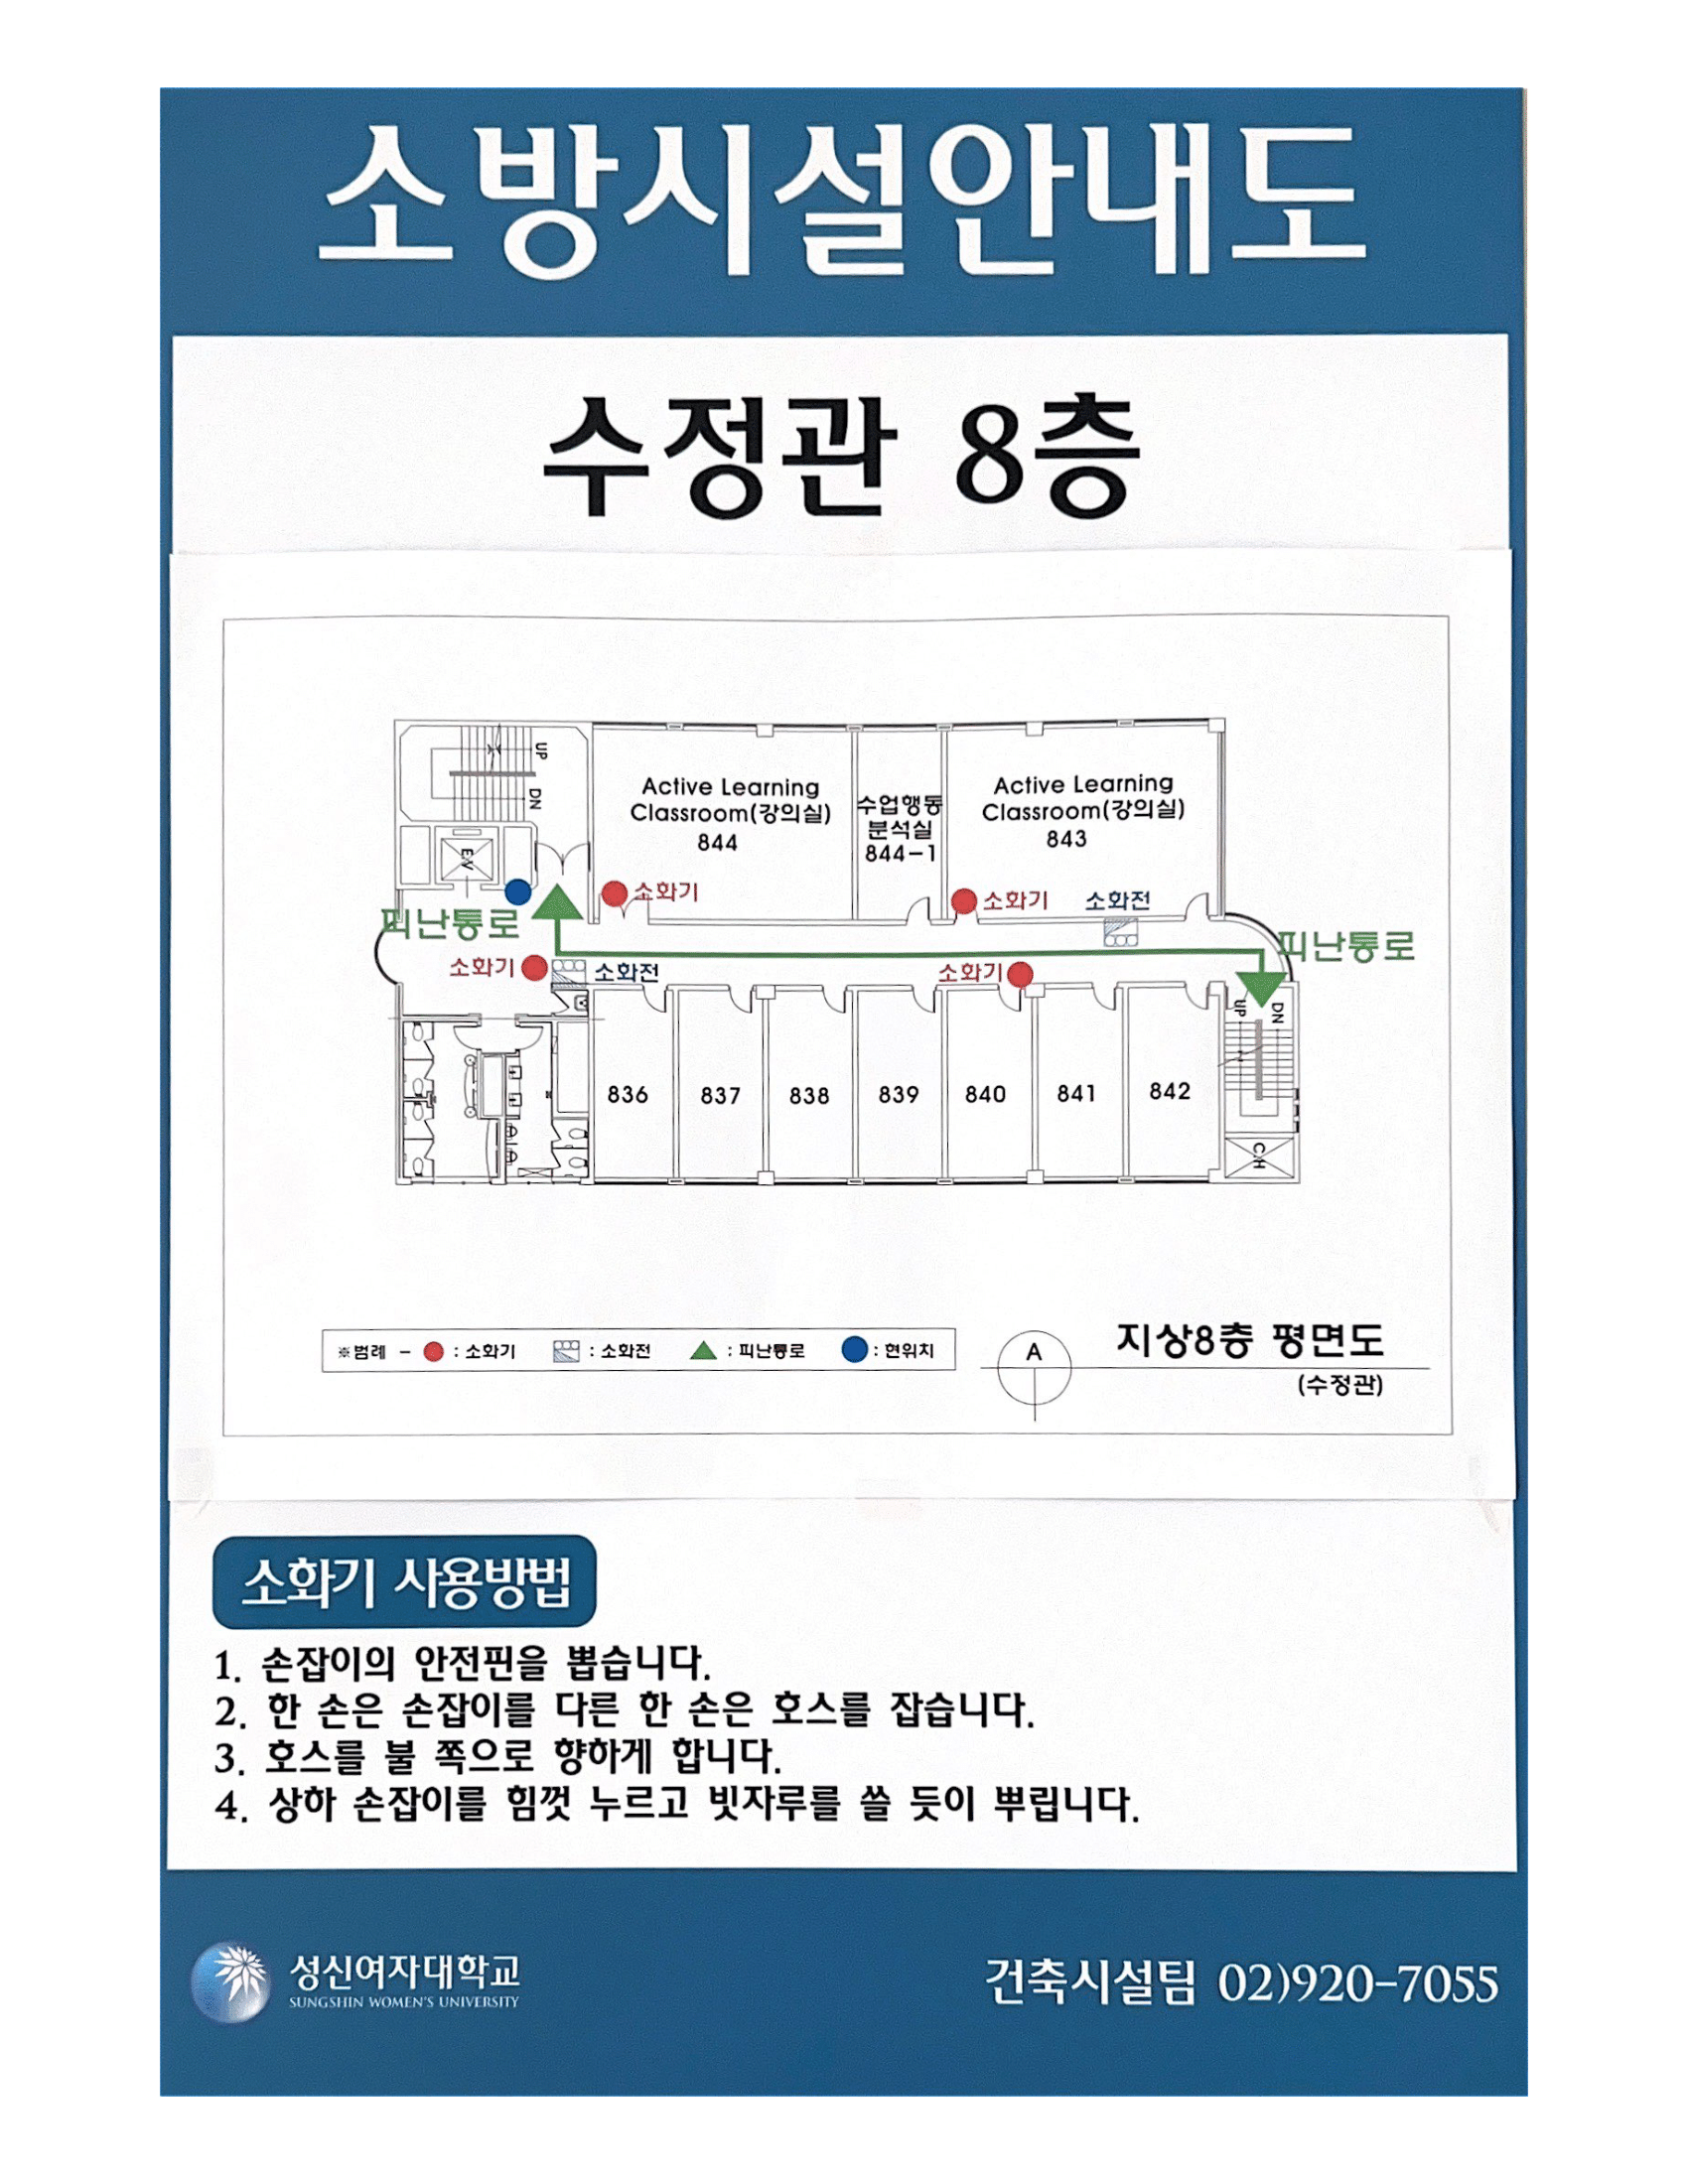 소방시설안내도
수정관 8층
UP
DN
E.V
Active Learning
Classroom(강의실)
844
수업행동
분석실
844-1
Active Learning
Classroom(강의실)
843
소화기
소화기
소화전
피난통로
피난통로
소화기
소화전
소화기
UP
DN
836
837
838
839
840
841
842
C.H
※범례 - : 소화기 : 소화전 : 피난통로 : 현위치
A
지상8층 평면도
(수정관)
소화기 사용방법
1. 손잡이의 안전핀을 뽑습니다.
2. 한 손은 손잡이를 다른 한 손은 호스를 잡습니다.
3. 호스를 불 쪽으로 향하게 합니다.
4. 상하 손잡이를 힘껏 누르고 빗자루를 쓸 듯이 뿌립니다.
성신여자대학교
SUNGSHIN WOMEN'S UNIVERSITY
건축시설팀 02)920-7055